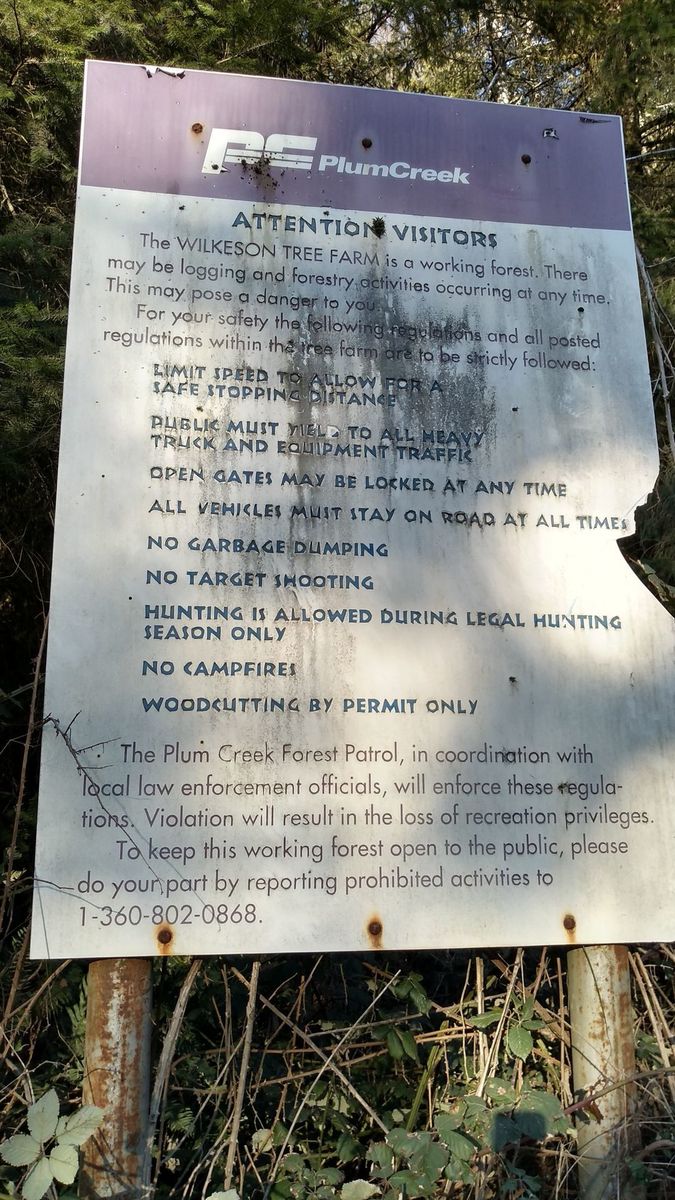 PC PlumCreek
ATTENTION VISITORS
The WILKESON TREE FARM is a working forest. There
may be logging and forestry activities occurring at any time.
This may pose a danger to you.
For your safety the following regulations and all posted
regulations within the tree farm are to be strictly followed:
LIMIT SPEED TO ALLOW FOR A
SAFE STOPPING DISTANCE
PUBLIC MUST YIELD TO ALL HEAVY
TRUCK AND EQUIPMENT TRAFFIC
OPEN GATES MAY BE LOCKED AT ANY TIME
ALL VEHICLES MUST STAY ON ROAD AT ALL TIMES
NO GARBAGE DUMPING
NO TARGET SHOOTING
HUNTING IS ALLOWED DURING LEGAL HUNTING
SEASON ONLY
NO CAMPFIRES
WOODCUTTING BY PERMIT ONLY
The Plum Creek Forest Patrol, in coordination with
local law enforcement officials, will enforce these regula-
tions. Violation will result in the loss of recreation privileges.
To keep this working forest open to the public, please
do your part by reporting prohibited activities to
1-360-802-0868.